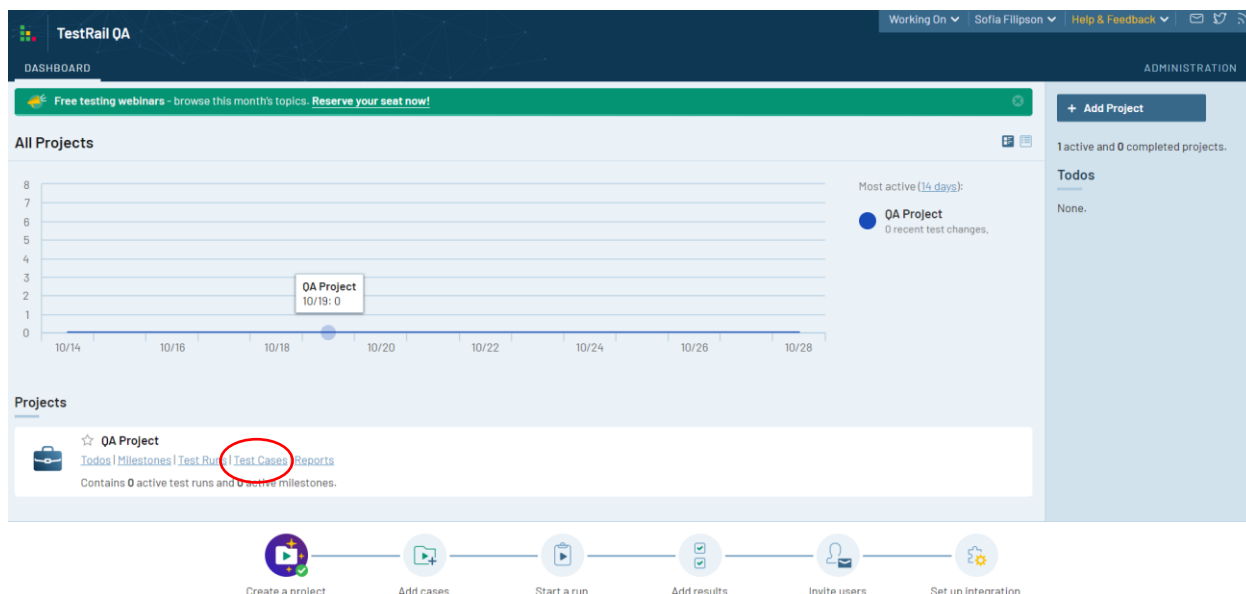 TestRail QA
Working On
Sofia Filipson
Help & Feedback
DASHBOARD
ADMINISTRATION
Free testing webinars - browse this month's topics. Reserve your seat now!
+ Add Project
All Projects
1 active and 0 completed projects.
Todos
None.
8
7
6
5
4
3
2
1
0
QA Project
10/19: 0
10/14 10/16 10/18 10/20 10/22 10/24 10/26 10/28
Most active (14 days):
QA Project
0 recent test changes.
Projects
QA Project
Todos | Milestones | Test Runs | Test Cases | Reports
Contains 0 active test runs and 0 active milestones.
Create a project
Add cases
Start a run
Add results
Invite users
Set up integration